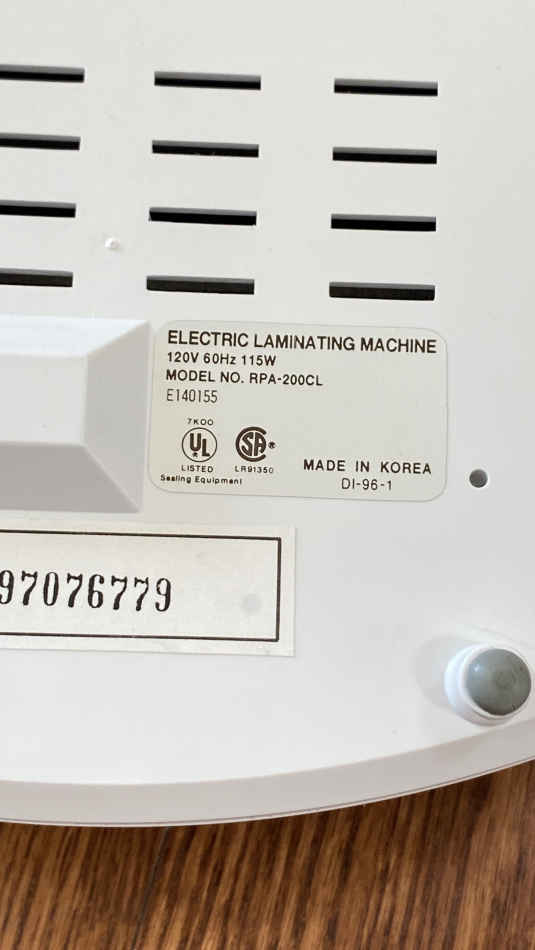 ELECTRIC LAMINATING MACHINE
120V 60Hz 115W
MODEL NO. RPA-200CL
E140155
7K00
UL
LISTED
Sealing Equipment
SA ®
LR91350
MADE IN KOREA
DI-96-1
97076779